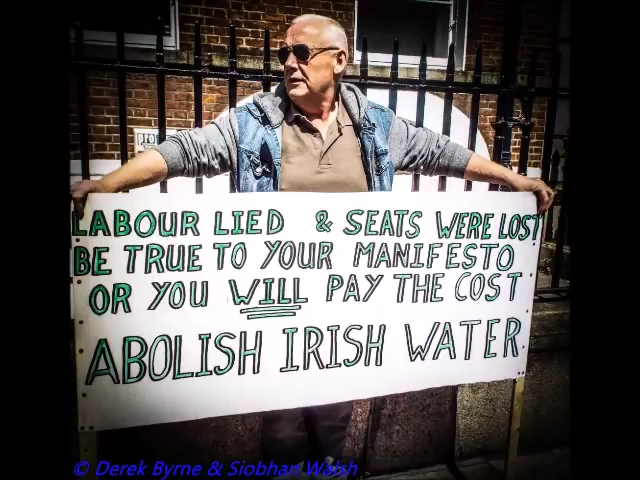 LABOUR LIED & SEATS WERE LOST
BE TRUE TO YOUR MANIFESTO
OR YOU WILL PAY THE COST
ABOLISH IRISH WATER
© Derek Byrne & Siobhan Walsh